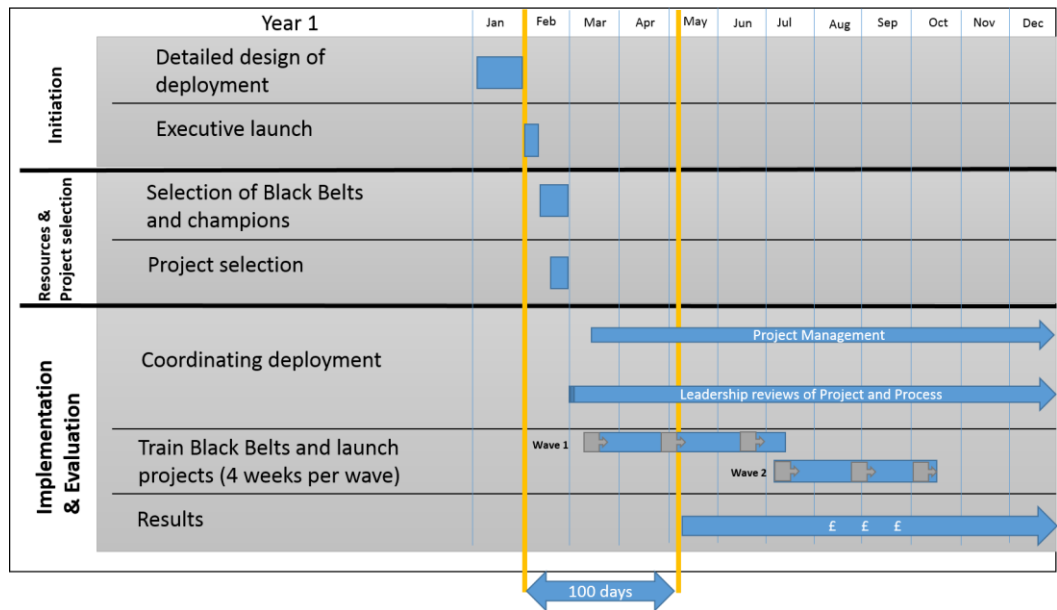 Year 1
Jan
Feb
Mar
Apr
May
Jun
Jul
Aug
Sep
Oct
Nov
Dec
Initiation
Detailed design of
deployment
Executive launch
Resources &
Project selection
Selection of Black Belts
and champions
Project selection
Implementation
& Evaluation
Coordinating deployment
Project Management
Leadership reviews of Project and Process
Train Black Belts and launch
projects (4 weeks per wave)
Wave 1
Wave 2
Results
£ £ £
100 days